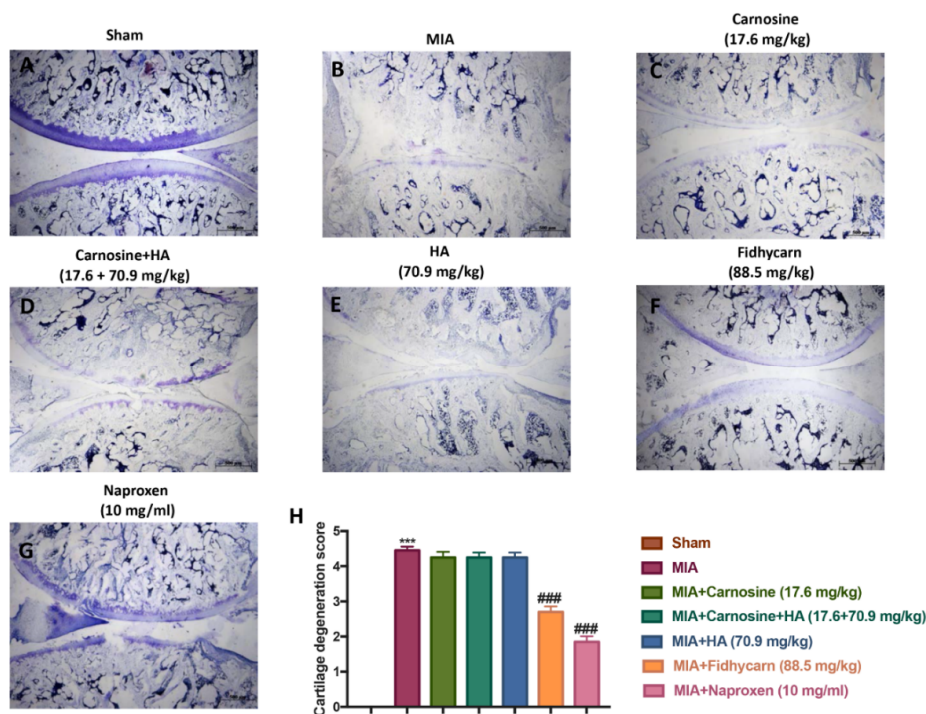 Sham
MIA
Carnosine
(17.6 mg/kg)
A
B
C
Carnosine+HA
(17.6 + 70.9 mg/kg)
HA
(70.9 mg/kg)
Fidhycarn
(88.5 mg/kg)
D
E
F
Naproxen
(10 mg/ml)
G
H
Cartilage degeneration score
5
4
3
2
1
0
***
###
###
Sham
MIA
MIA+Carnosine (17.6 mg/kg)
MIA+Carnosine+HA (17.6+70.9 mg/kg)
MIA+HA (70.9 mg/kg)
MIA+Fidhycarn (88.5 mg/kg)
MIA+Naproxen (10 mg/ml)